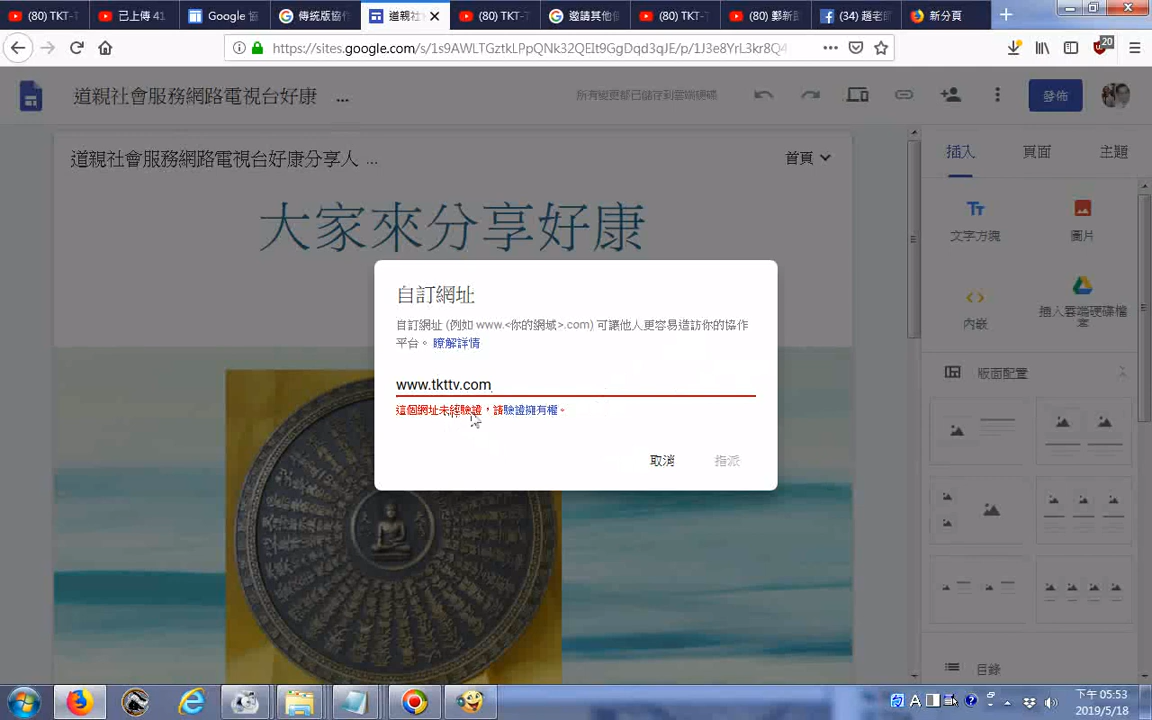 (80) TKT-T
已上傳 41
Google 協
傳統版協作
道親社會
(80) TKT-
邀請其他使
(80) TKT-
(80) 鄭新
(34) 趙老師
新分頁
https://sites.google.com/s/1s9AWLTGztkLPpQNk32QEIt9GgDqd3qJE/p/1J3e8YrL3kr8Q4
20
道親社會服務網路電視台好康 ...
所有變更都已儲存到雲端硬碟
發佈
道親社會服務網路電視台好康分享人 ...
首頁
插入
頁面
主題
大家來分享好康
Tт
文字方塊
圖片
內嵌
插入雲端硬碟檔案
自訂網址
自訂網址 (例如 www.<你的網域>.com) 可讓他人更容易造訪你的協作
平台。 瞭解詳情
www.tkttv.com
這個網址未經驗證，請驗證擁有權。
取消
指派
版面配置
目錄
下午 05:53
2019/5/18